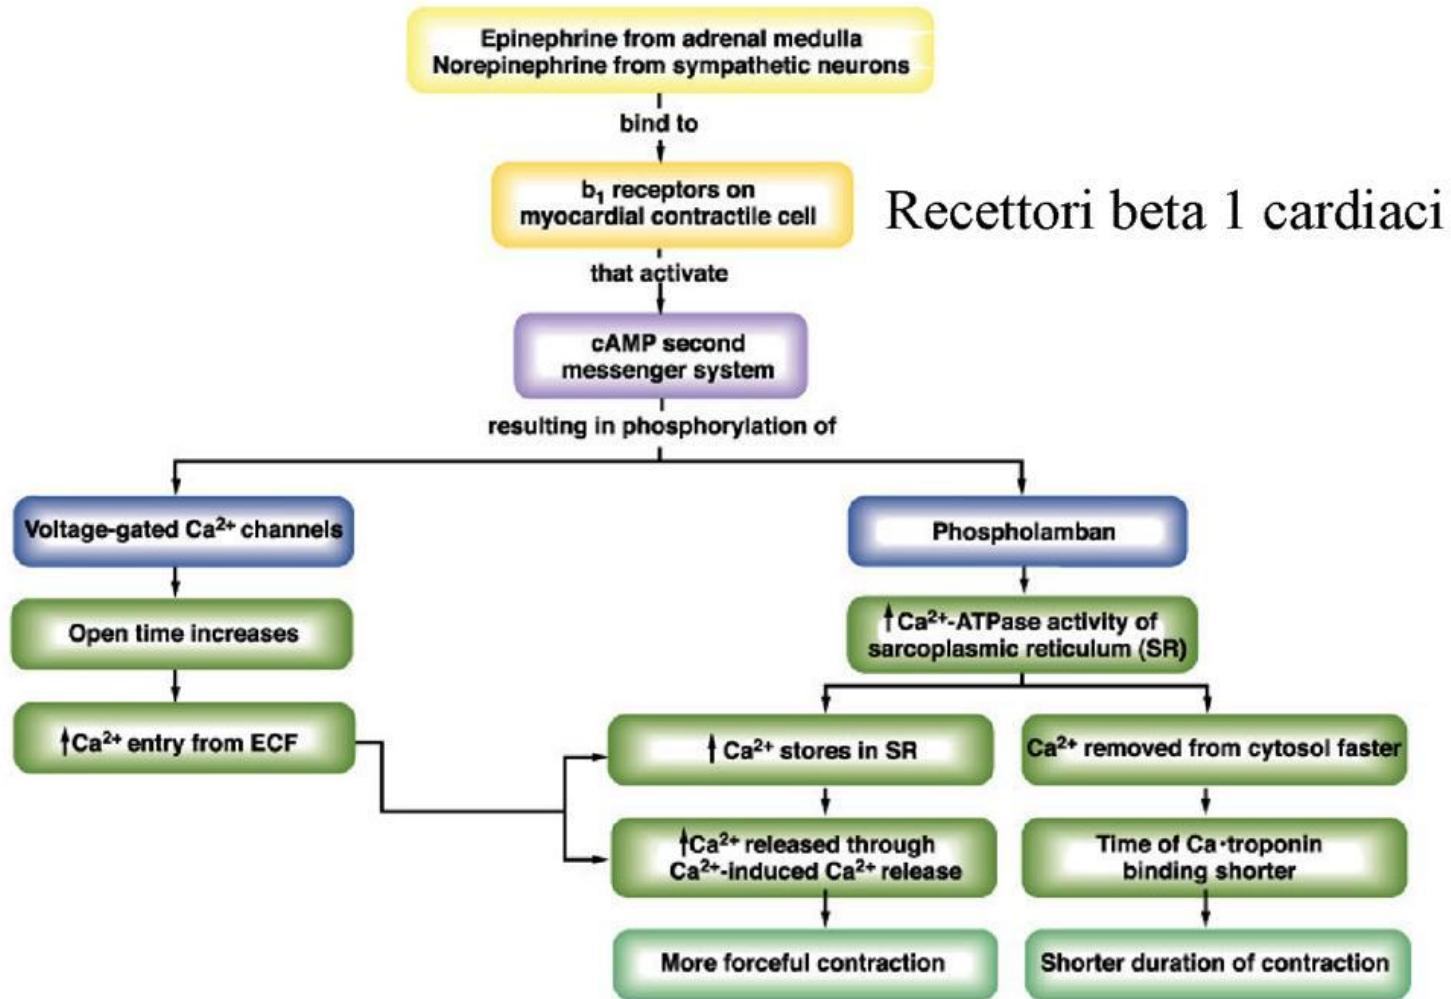 Epinephrine from adrenal medulla
Norepinephrine from sympathetic neurons
bind to
b₁ receptors on
myocardial contractile cell
Recettori beta 1 cardiaci
that activate
cAMP second
messenger system
resulting in phosphorylation of
Voltage-gated Ca²⁺ channels
Phospholamban
Open time increases
↑Ca²⁺-ATPase activity of
sarcoplasmic reticulum (SR)
↑Ca²⁺ entry from ECF
↑ Ca²⁺ stores in SR
Ca²⁺ removed from cytosol faster
↑Ca²⁺ released through
Ca²⁺-induced Ca²⁺ release
Time of Ca·troponin
binding shorter
More forceful contraction
Shorter duration of contraction